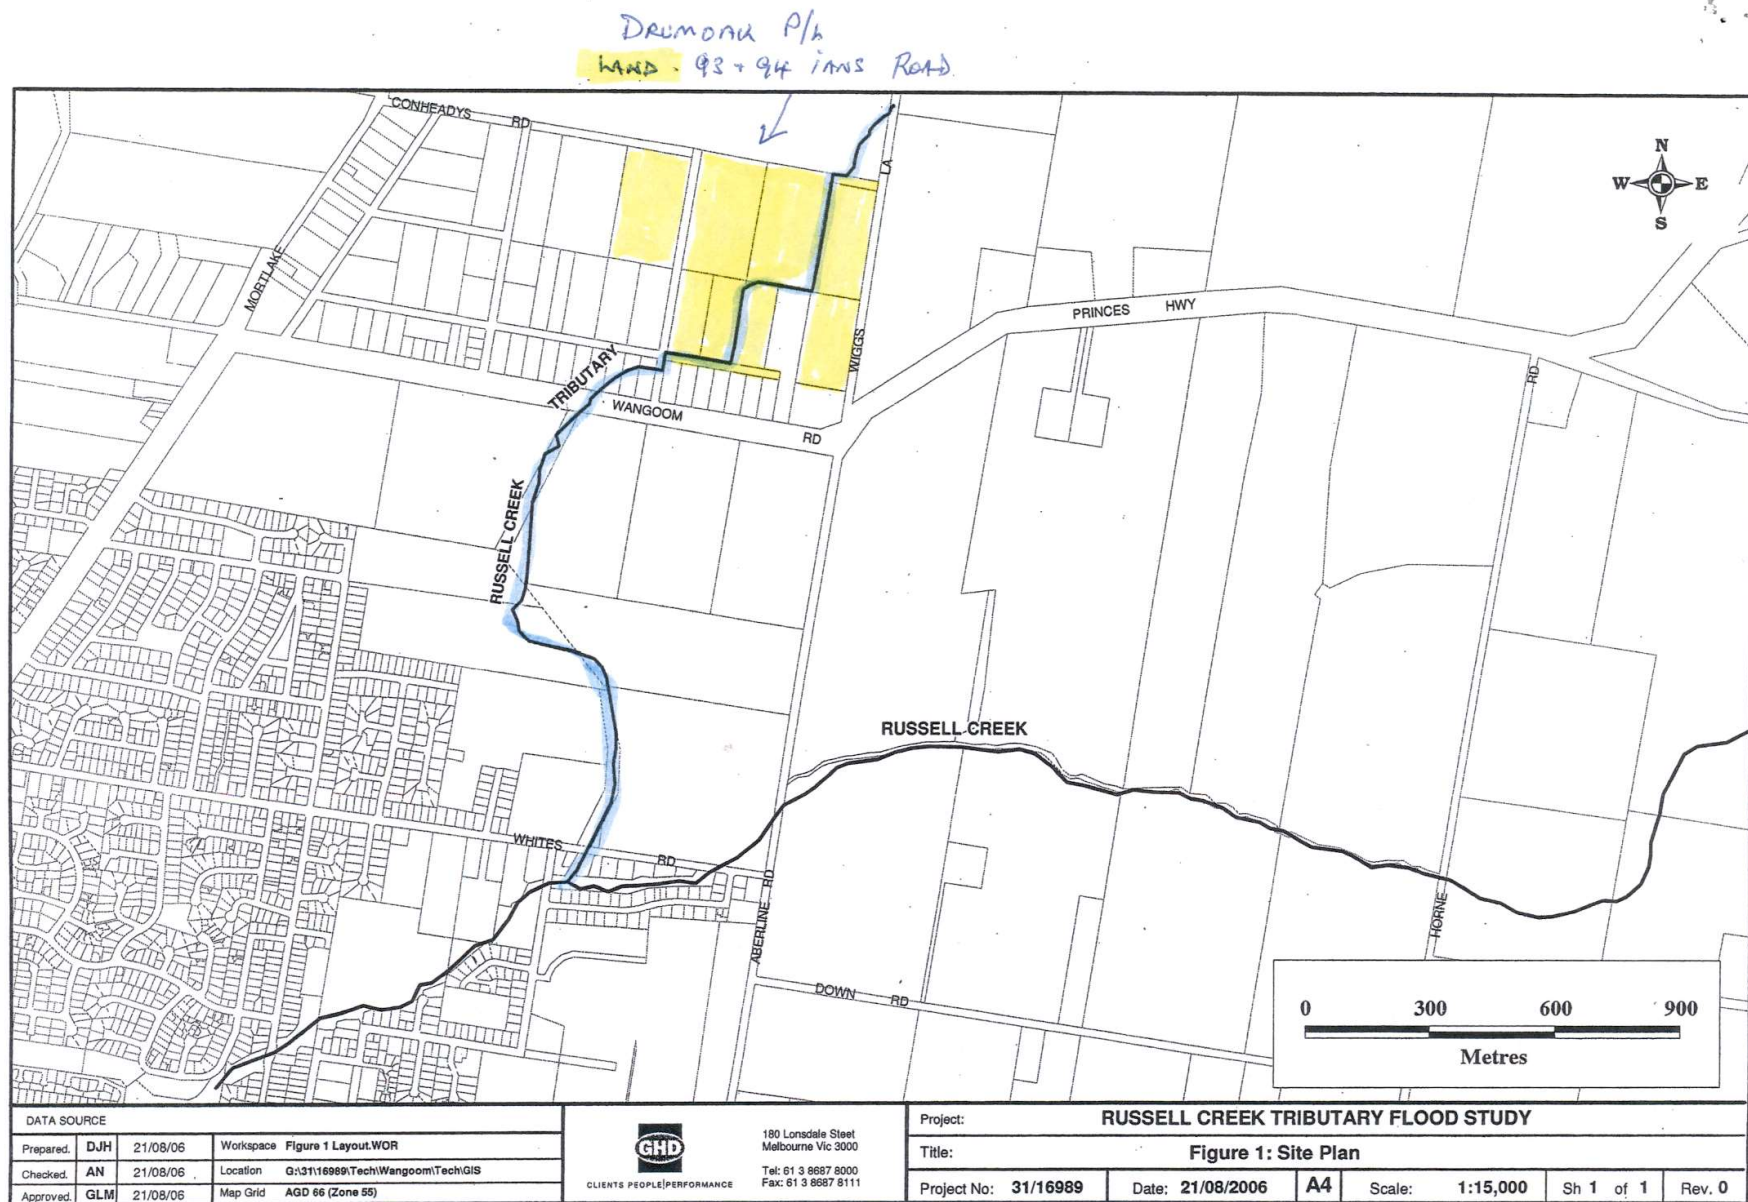 DRUMOAK P/L
LAND. 93 + 94 IANS ROAD.
CONHEADYS RD
LA
N
W E
S
MORTLAKE
PRINCES HWY
WIGGS
TRIBUTARY
RD
WANGOOM RD
RUSSELL CREEK
RUSSELL CREEK
WHITES RD
ABERLINE RD
HORNE
DOWN RD
0 300 600 900
Metres
DATA SOURCE
Prepared. DJH 21/08/06 Workspace Figure 1 Layout.WOR
Checked. AN 21/08/06 Location G:\31\16989\Tech\Wangoom\Tech\GIS
Approved. GLM 21/08/06 Map Grid AGD 66 (Zone 55)
GHD
CLIENTS PEOPLE PERFORMANCE
180 Lonsdale Steet
Melbourne Vic 3000
Tel: 61 3 8687 8000
Fax: 61 3 8687 8111
Project: RUSSELL CREEK TRIBUTARY FLOOD STUDY
Title: Figure 1: Site Plan
Project No: 31/16989 Date: 21/08/2006 A4 Scale: 1:15,000 Sh 1 of 1 Rev. 0